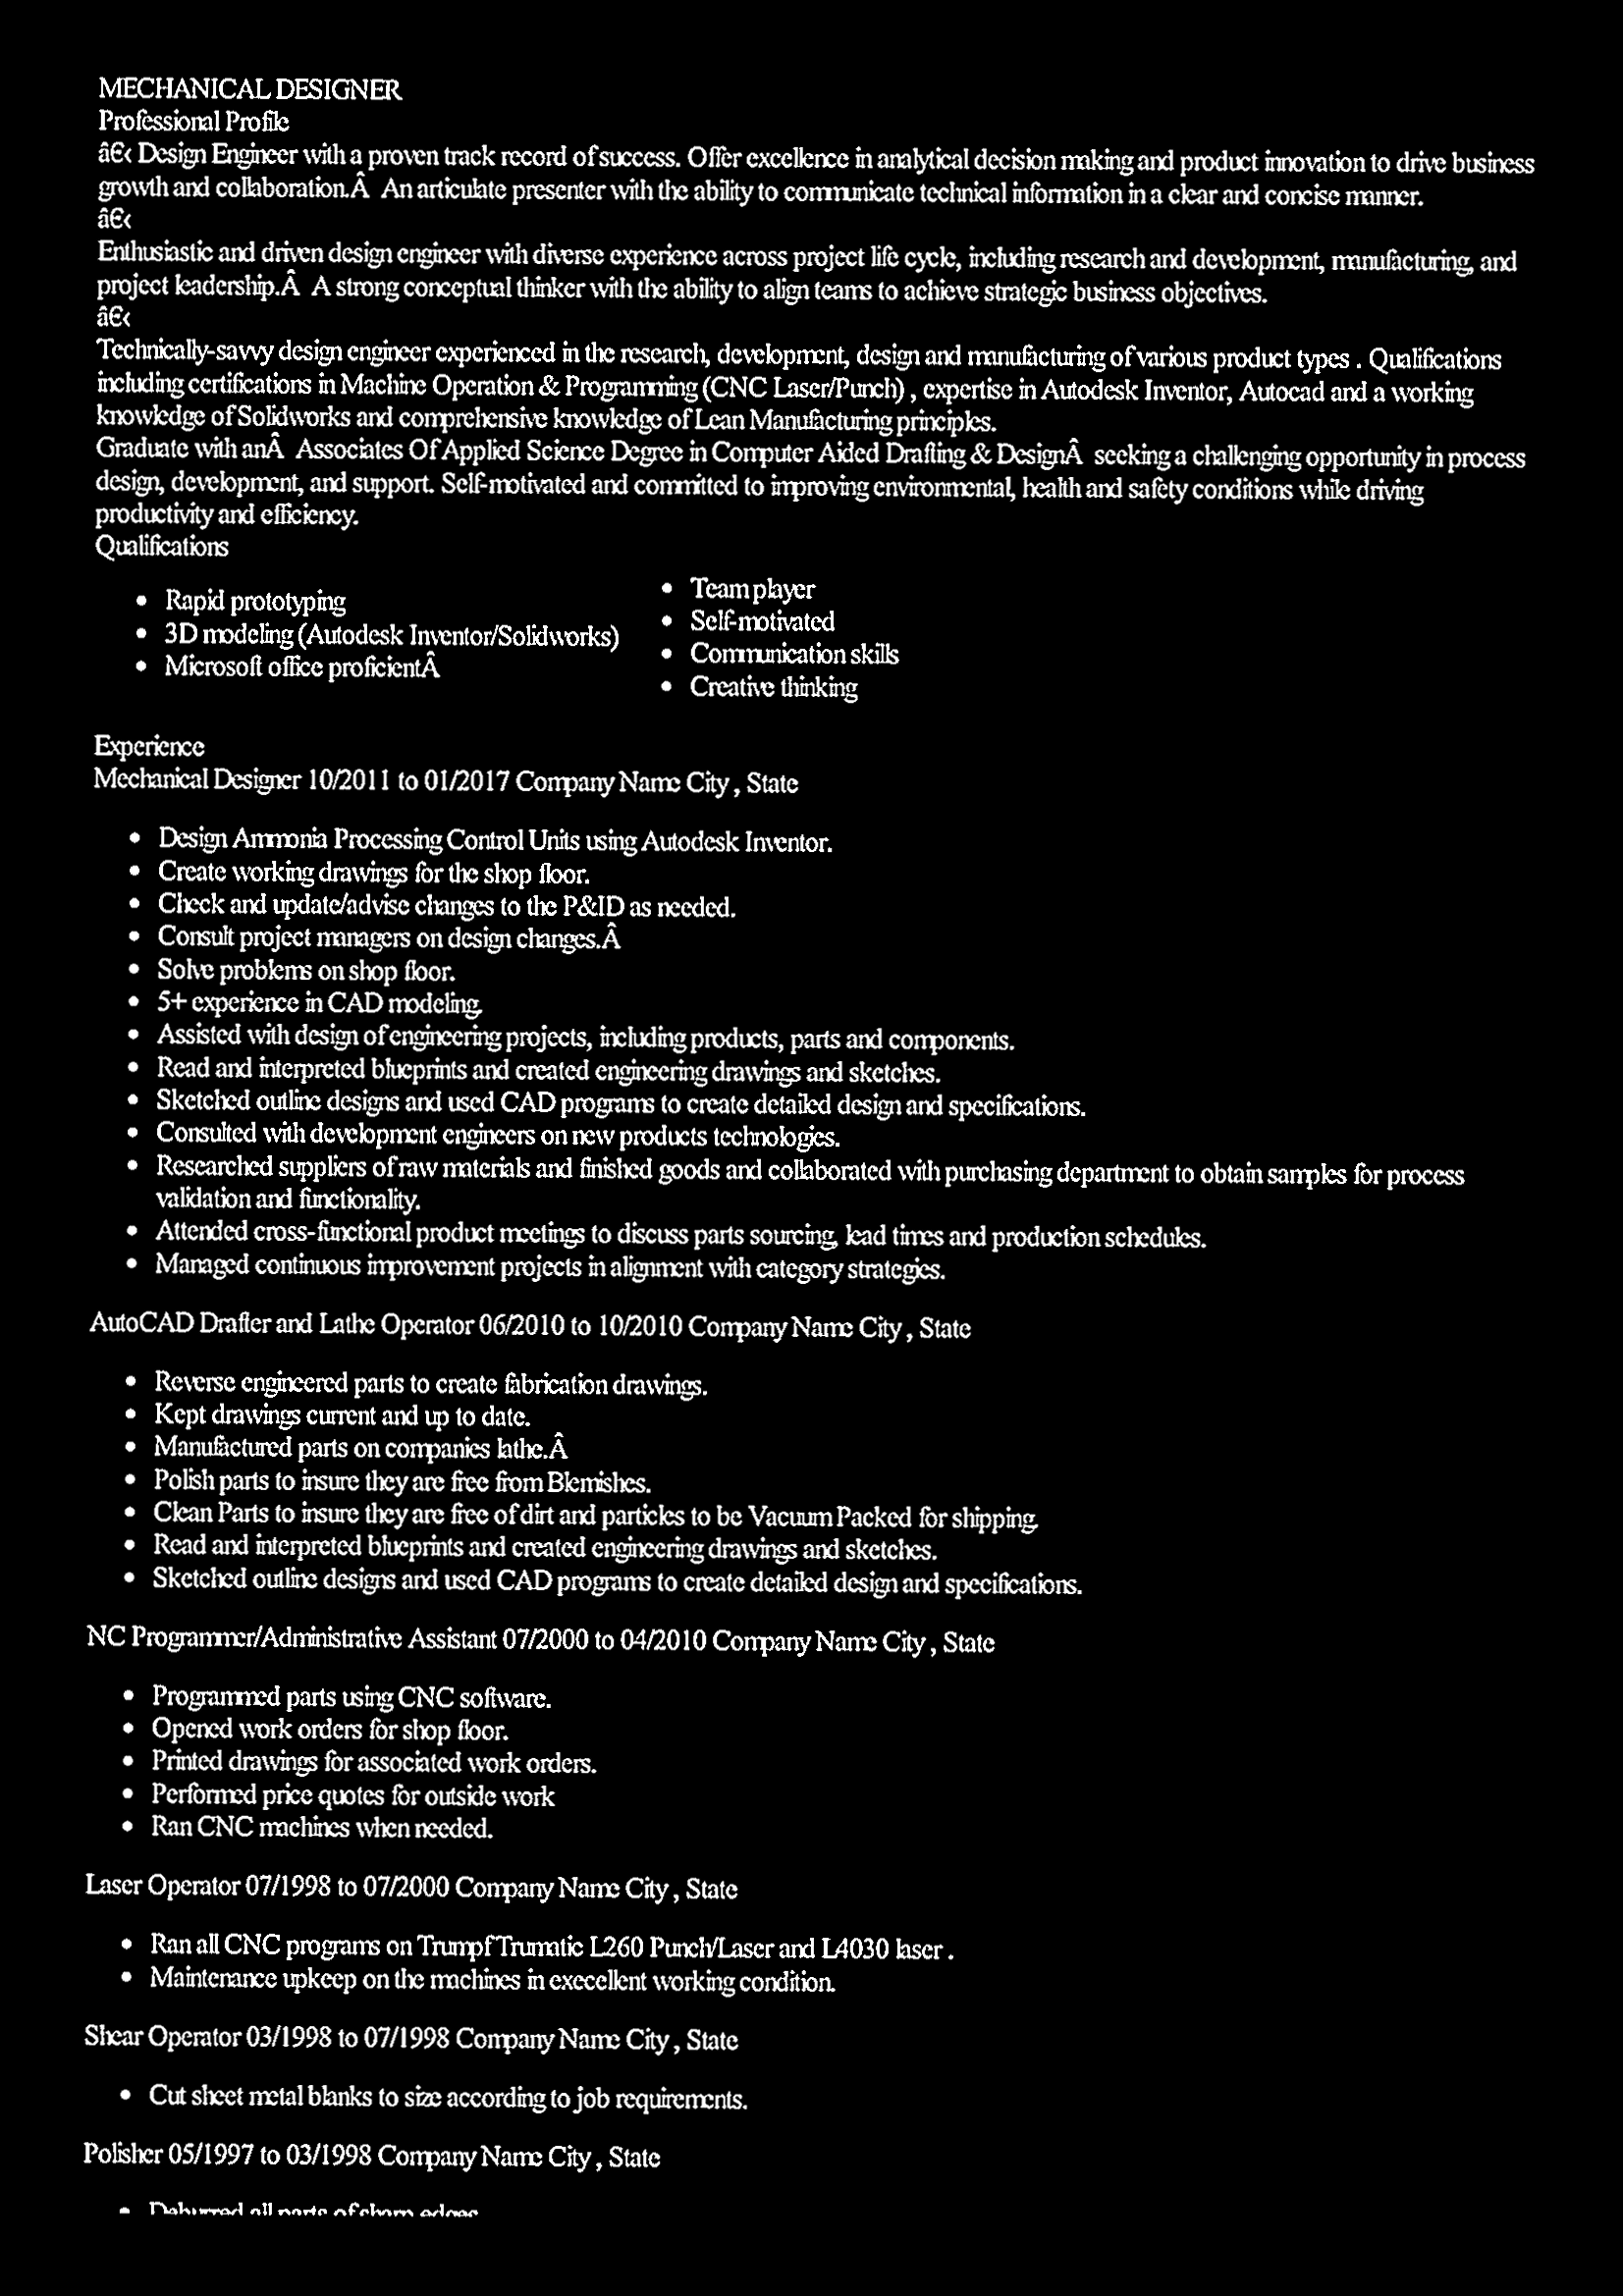 MECHANICAL DESIGNER
Professional Profile
â€‹ Design Engineer with a proven track record of success. Offer excellence in analytical decision making and product innovation to drive business
growth and collaboration.Â  An articulate presenter with the ability to communicate technical information in a clear and concise manner.
â€‹
Enthusiastic and driven design engineer with diverse experience across project life cycle, including research and development, manufacturing, and
project leadership.Â  A strong conceptual thinker with the ability to align teams to achieve strategic business objectives.
â€‹
Technically-savvy design engineer experienced in the research, development, design and manufacturing of various product types . Qualifications
including certifications in Machine Operation & Programming (CNC Laser/Punch) , expertise in Autodesk Inventor, Autocad and a working
knowledge of Solidworks and comprehensive knowledge of Lean Manufacturing principles.
Graduate with anÂ  Associates Of Applied Science Degree in Computer Aided Drafting & DesignÂ  seeking a challenging opportunity in process
design, development, and support. Self-motivated and committed to improving environmental, health and safety conditions while driving
productivity and efficiency.
Qualifications
• Rapid prototyping
• 3D modeling (Autodesk Inventor/Solidworks)
• Microsoft office proficientÂ
• Team player
• Self-motivated
• Communication skills
• Creative thinking
Experience
Mechanical Designer 10/2011 to 01/2017 Company Name City , State
• Design Ammonia Processing Control Units using Autodesk Inventor.
• Create working drawings for the shop floor.
• Check and update/advise changes to the P&ID as needed.
• Consult project managers on design changes.Â
• Solve problems on shop floor.
• 5+ experience in CAD modeling.
• Assisted with design of engineering projects, including products, parts and components.
• Read and interpreted blueprints and created engineering drawings and sketches.
• Sketched outline designs and used CAD programs to create detailed design and specifications.
• Consulted with development engineers on new products technologies.
• Researched suppliers of raw materials and finished goods and collaborated with purchasing department to obtain samples for process
validation and functionality.
• Attended cross-functional product meetings to discuss parts sourcing, lead times and production schedules.
• Managed continuous improvement projects in alignment with category strategies.
AutoCAD Drafter and Lathe Operator 06/2010 to 10/2010 Company Name City , State
• Reverse engineered parts to create fabrication drawings.
• Kept drawings current and up to date.
• Manufactured parts on companies lathe.Â
• Polish parts to insure they are free from Blemishes.
• Clean Parts to insure they are free of dirt and particles to be Vacuum Packed for shipping.
• Read and interpreted blueprints and created engineering drawings and sketches.
• Sketched outline designs and used CAD programs to create detailed design and specifications.
NC Programmer/Administrative Assistant 07/2000 to 04/2010 Company Name City , State
• Programmed parts using CNC software.
• Opened work orders for shop floor.
• Printed drawings for associated work orders.
• Performed price quotes for outside work
• Ran CNC machines when needed.
Laser Operator 07/1998 to 07/2000 Company Name City , State
• Ran all CNC programs on Trumpf Trumatic L260 Punch/Laser and L4030 laser .
• Maintenance upkeep on the machines in execellent working condition.
Shear Operator 03/1998 to 07/1998 Company Name City , State
• Cut sheet metal blanks to size according to job requirements.
Polisher 05/1997 to 03/1998 Company Name City , State
• Deburred all parts of sharp edges